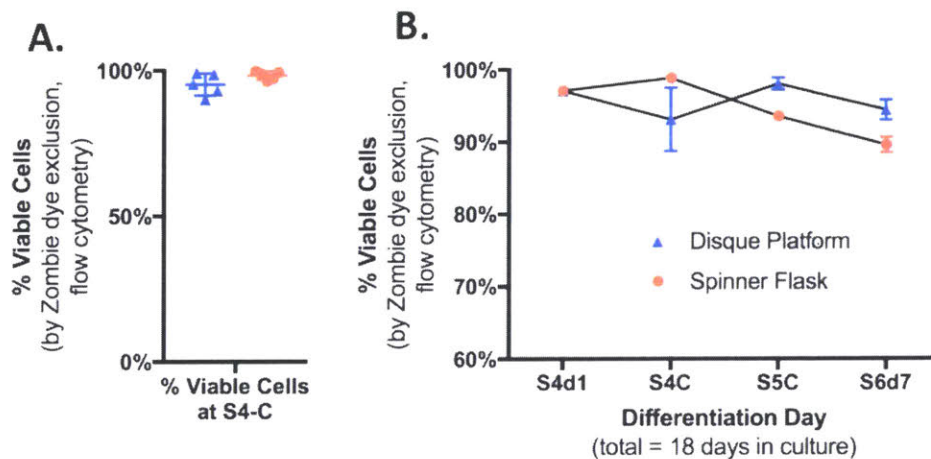 A.
% Viable Cells
(by Zombie dye exclusion,
flow cytometry)
100%
50%
0%
% Viable Cells
at S4-C
B.
% Viable Cells
(by Zombie dye exclusion,
flow cytometry)
100%
90%
80%
70%
60%
Disque Platform
Spinner Flask
S4d1
S4C
S5C
S6d7
Differentiation Day
(total = 18 days in culture)